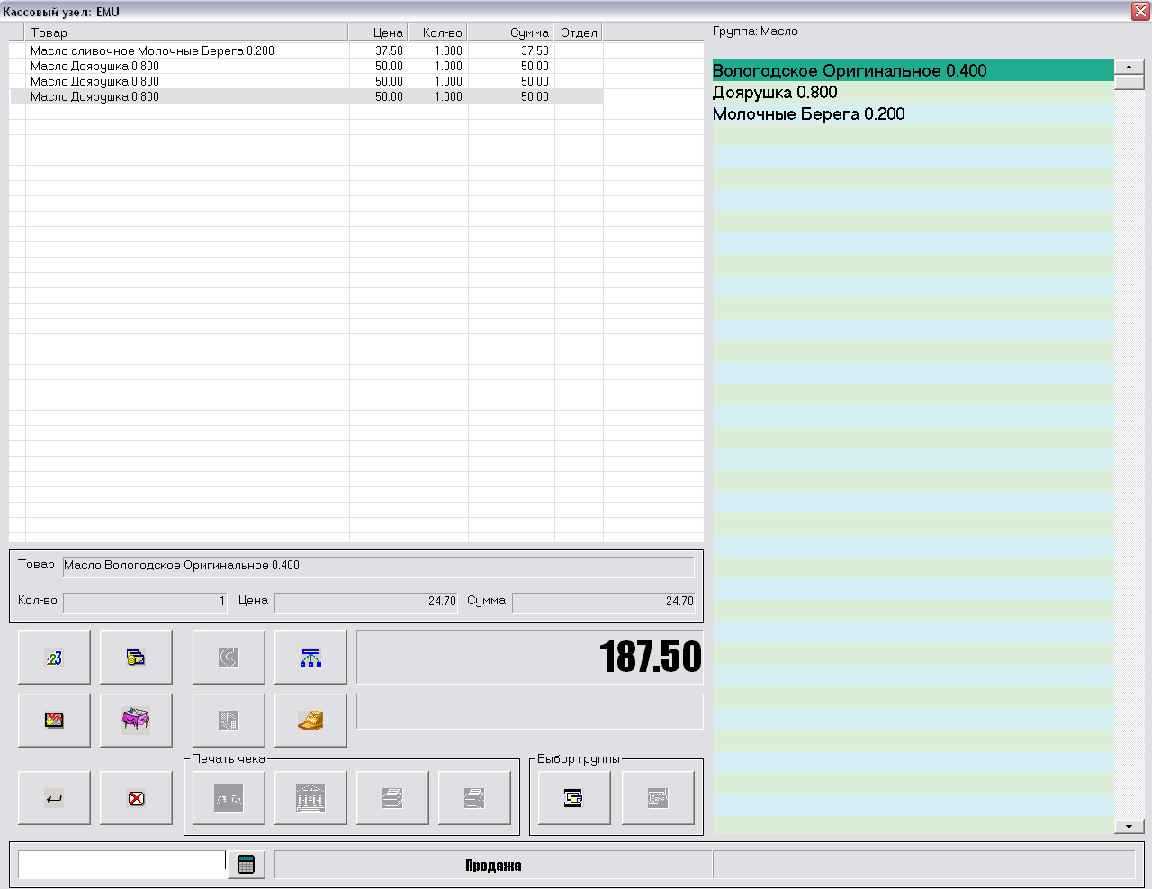 Кассовый узел: EMU
Товар Цена Кол-во Сумма Отдел
Масло сливочное Молочные Берега 0.200 37.50 1.000 37.50
Масло Доярушка 0.800 50.00 1.000 50.00
Масло Доярушка 0.800 50.00 1.000 50.00
Масло Доярушка 0.800 50.00 1.000 50.00
Группа: Масло
Вологодское Оригинальное 0.400
Доярушка 0.800
Молочные Берега 0.200
Товар Масло Вологодское Оригинальное 0.400
Кол-во 1 Цена 24.70 Сумма 24.70
187.50
Печать чека
Выбор группы
Продажа